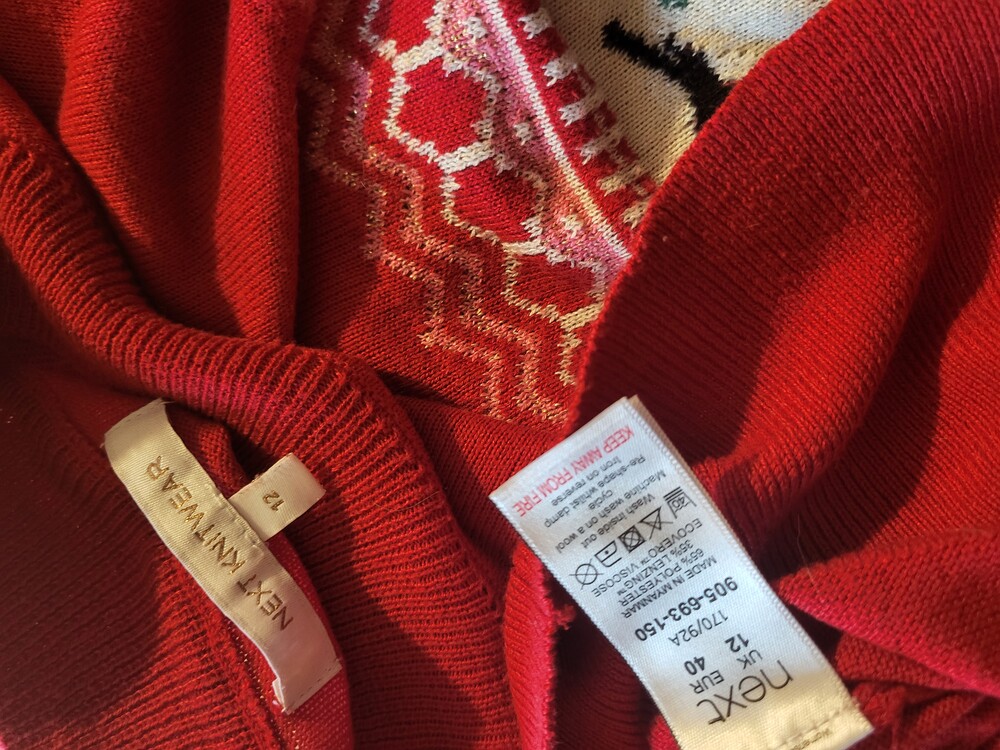 NEXT KNITWEAR
12
next
UK EUR
12 40
170/92A
905-693-150
MADE IN MYANMAR
65% POLYESTER
35% LENZING™
ECOVERO™ VISCOSE
40
Machine wash on a wool
cycle
Wash inside out
Re-shape whilst damp
Iron on reverse
KEEP AWAY FROM FIRE